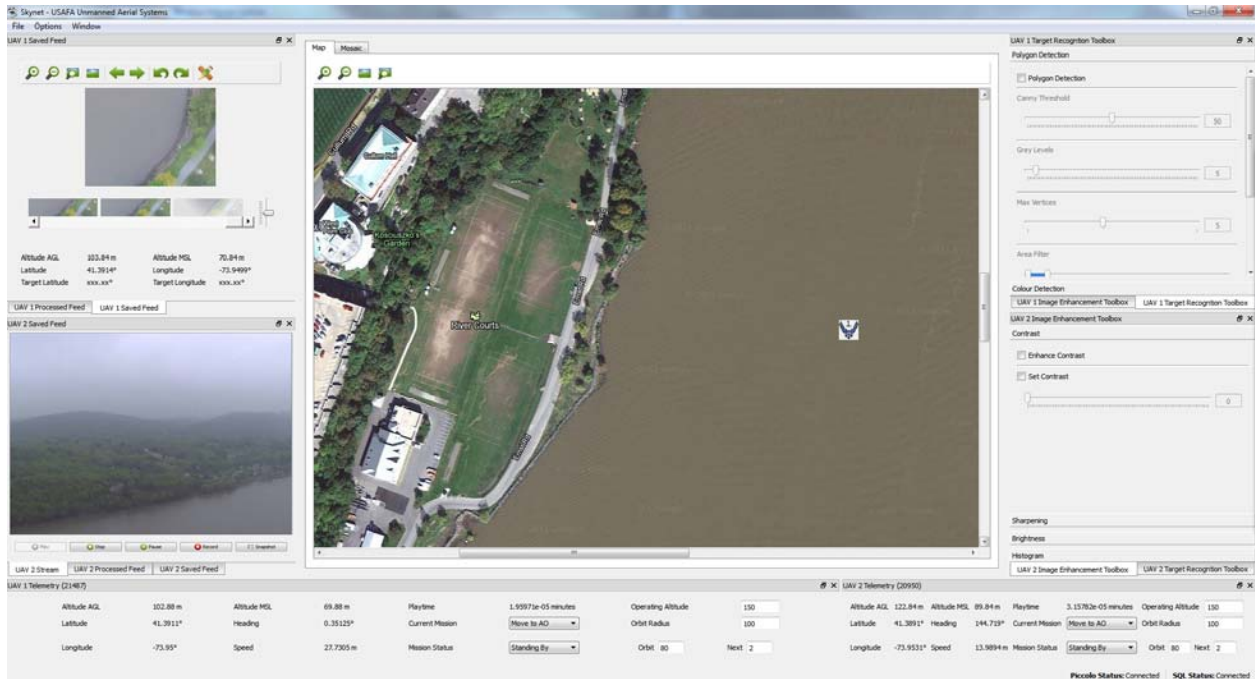 Skynet - USAFA Unmanned Aerial Systems
File Options Window
UAV 1 Saved Feed
Altitude AGL 103.84 m Altitude MSL 70.84 m
Latitude 41.3914° Longitude -73.9499°
Target Latitude xxx.xx° Target Longitude xxx.xx°
UAV 1 Processed Feed UAV 1 Saved Feed
UAV 2 Saved Feed
Play Stop Pause Record Snapshot
UAV 2 Stream UAV 2 Processed Feed UAV 2 Saved Feed
Map Mosaic
Kosciuszko's
Garden
River Courts
UAV 1 Target Recogntion Toolbox
Polygon Detection
Polygon Detection
Canny Threshold
50
Grey Levels
5
Max Vertices
5
Area Filter
Colour Detection
UAV 1 Image Enhancement Toolbox UAV 1 Target Recogntion Toolbox
UAV 2 Image Enhancement Toolbox
Contrast
Enhance Contrast
Set Contrast
0
Sharpening
Brightness
Histogram
UAV 2 Image Enhancement Toolbox UAV 2 Target Recogntion Toolbox
UAV 1 Telemetry (21487)
Altitude AGL 102.88 m Altitude MSL 69.88 m Playtime 1.93971e-05 minutes Operating Altitude 150
Latitude 41.3911° Heading 0.35125° Current Mission Move to AO Orbit Radius 100
Longitude -73.95° Speed 27.7305 m Mission Status Standing By Orbit 80 Next 2
UAV 2 Telemetry (20950)
Altitude AGL 122.84 m Altitude MSL 89.84 m Playtime 3.15782e-05 minutes Operating Altitude 150
Latitude 41.3891° Heading 144.719° Current Mission Move to AO Orbit Radius 100
Longitude -73.9531° Speed 13.9894 m Mission Status Standing By Orbit 80 Next 2
Piccolo Status: Connected SQL Status: Connected